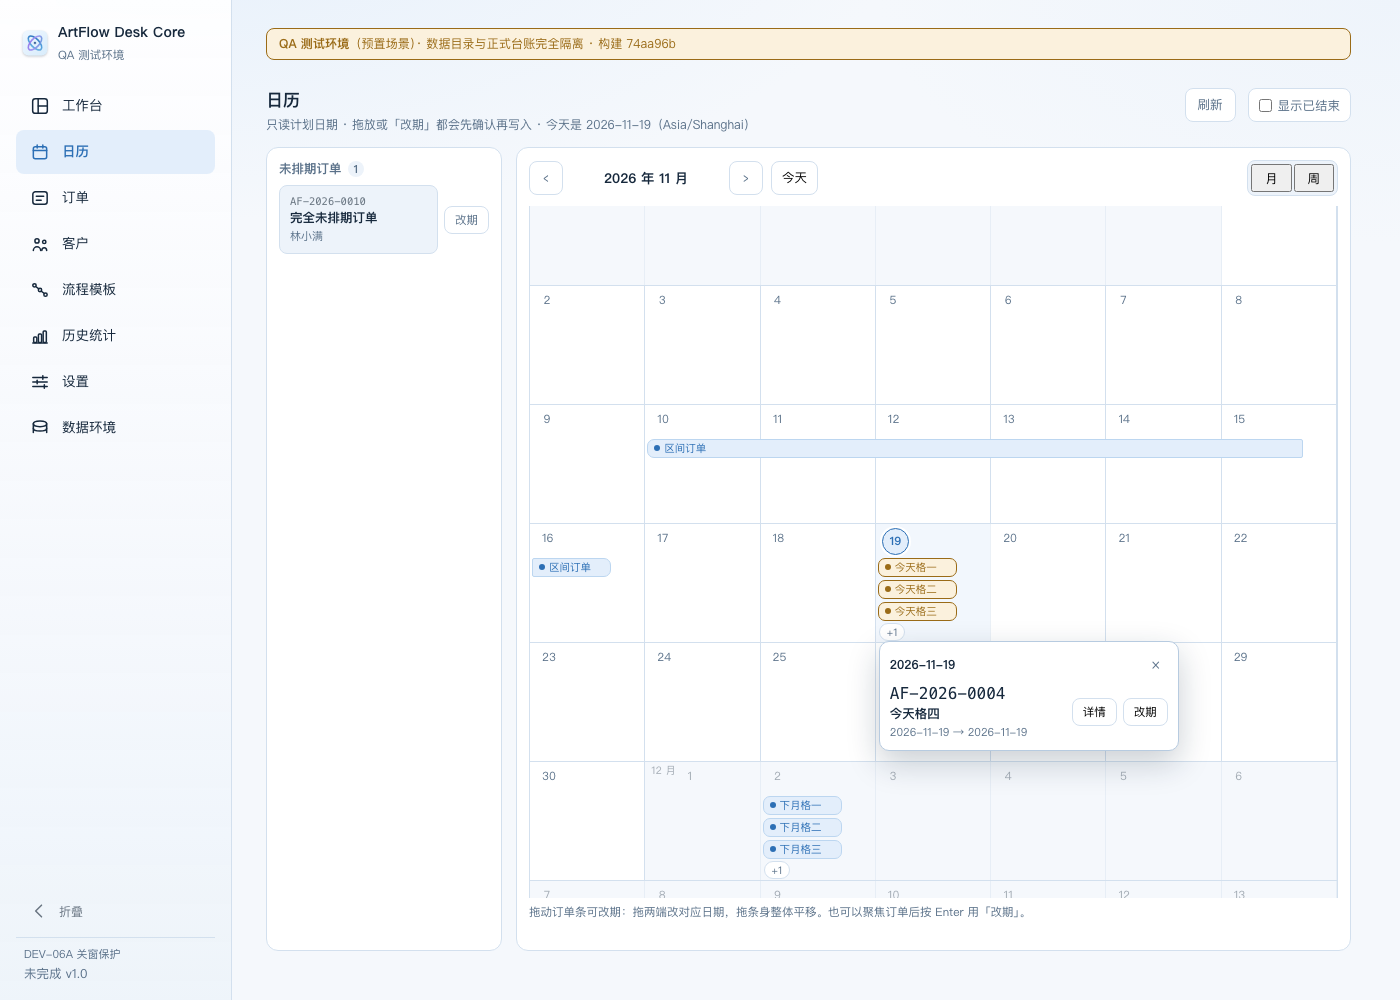 ArtFlow Desk Core
QA 测试环境
工作台
日历
订单
客户
流程模板
历史统计
设置
数据环境
折叠
DEV-06A 关窗保护
未完成 v1.0
QA 测试环境（预置场景）· 数据目录与正式台账完全隔离 · 构建 74aa96b
日历
只读计划日期 · 拖放或「改期」都会先确认再写入 · 今天是 2026-11-19（Asia/Shanghai）
刷新
显示已结束
未排期订单 1
AF-2026-0010
完全未排期订单
林小满
改期
2026 年 11 月
今天
月 周
2 3 4 5 6 7 8
9 10 11 12 13 14 15
区间订单
16 17 18 19 20 21 22
区间订单
今天格一
今天格二
今天格三
+1
23 24 25 29
2026-11-19 ×
AF-2026-0004
今天格四
2026-11-19 → 2026-11-19
详情 改期
30 12 月 1 2 3 4 5 6
下月格一
下月格二
下月格三
+1
7 8 9 10 11 12 13
拖动订单条可改期：拖两端改对应日期，拖条身整体平移。也可以聚焦订单后按 Enter 用「改期」。